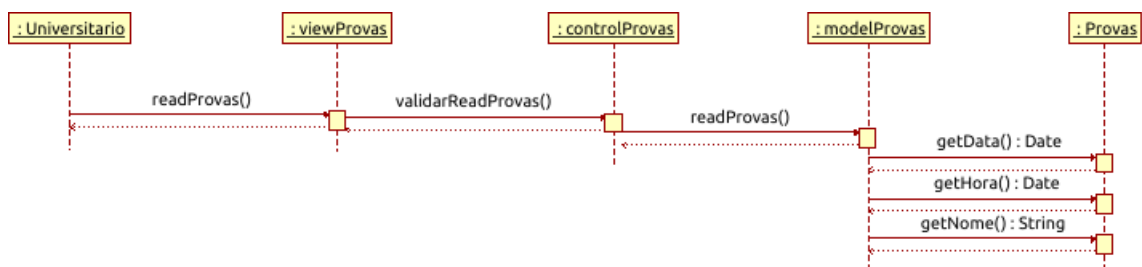 : Universitario
: viewProvas
: controlProvas
: modelProvas
: Provas
readProvas()
validarReadProvas()
readProvas()
getData() : Date
getHora() : Date
getNome() : String